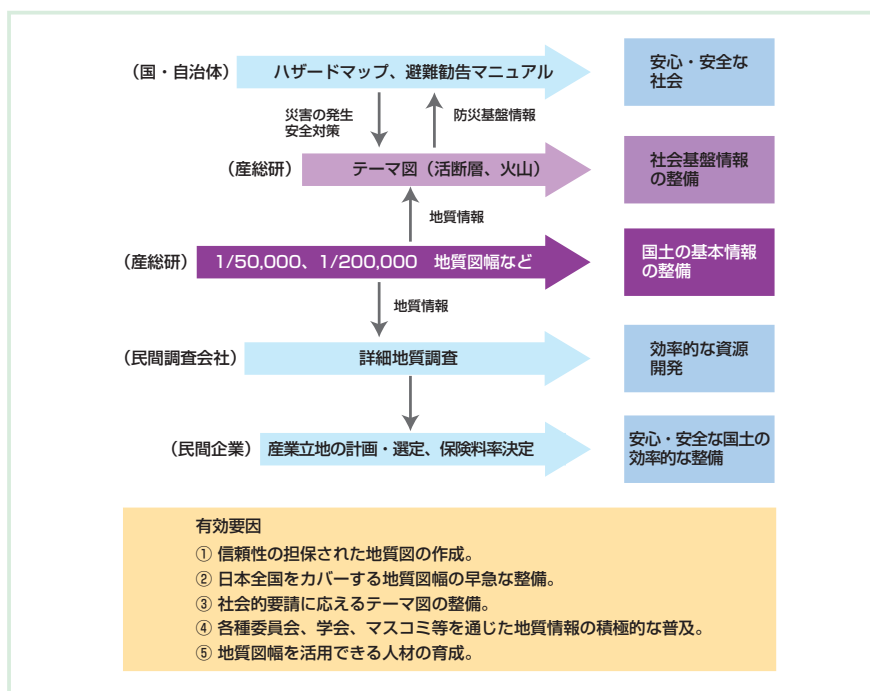 (国・自治体)
ハザードマップ、避難勧告マニュアル
安心・安全な
社会
災害の発生
安全対策
防災基盤情報
(産総研)
テーマ図(活断層、火山)
社会基盤情報
の整備
地質情報
(産総研)
1/50,000、1/200,000 地質図幅など
国土の基本情報
の整備
地質情報
(民間調査会社)
詳細地質調査
効率的な資源
開発
(民間企業)
産業立地の計画・選定、保険料率決定
安心・安全な国土の
効率的な整備
有効要因
① 信頼性の担保された地質図の作成。
② 日本全国をカバーする地質図幅の早急な整備。
③ 社会的要請に応えるテーマ図の整備。
④ 各種委員会、学会、マスコミ等を通じた地質情報の積極的な普及。
⑤ 地質図幅を活用できる人材の育成。